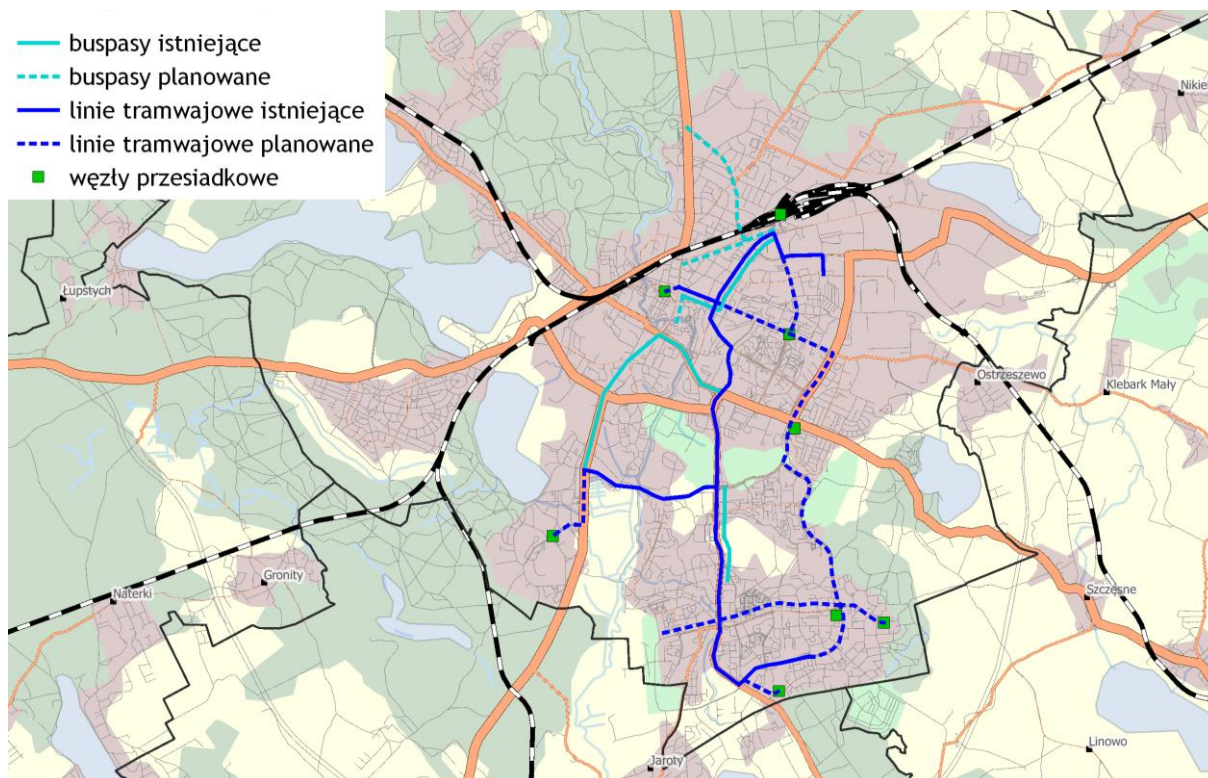 buspasy istniejące
buspasy planowane
linie tramwajowe istniejące
linie tramwajowe planowane
węzły przesiadkowe
Łupstych
Ostrzeszewo
Klebark Mały
Gronity
Naterki
Szczęsne
Linowo
Jaroty